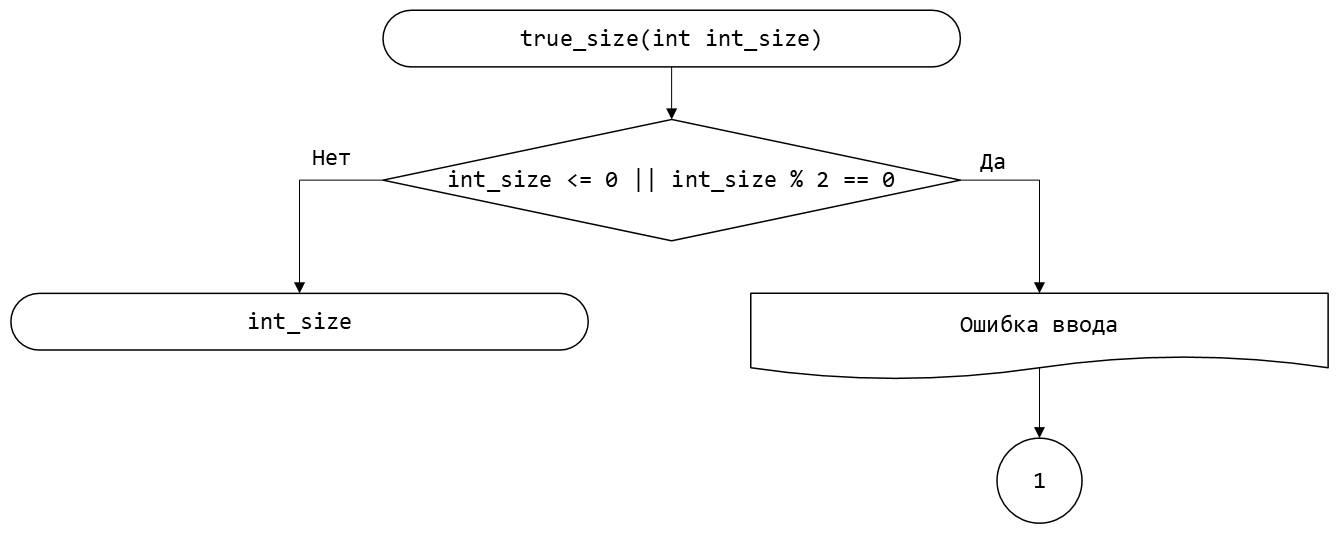 true_size(int int_size)
Нет
Да
int_size <= 0 || int_size % 2 == 0
int_size
Ошибка ввода
1